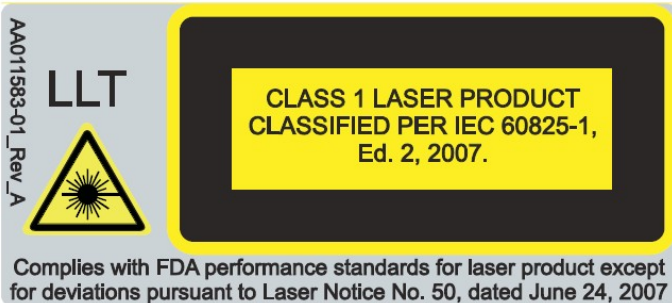 AA011583-01_Rev_A
LLT
CLASS 1 LASER PRODUCT
CLASSIFIED PER IEC 60825-1,
Ed. 2, 2007.
Complies with FDA performance standards for laser product except
for deviations pursuant to Laser Notice No. 50, dated June 24, 2007